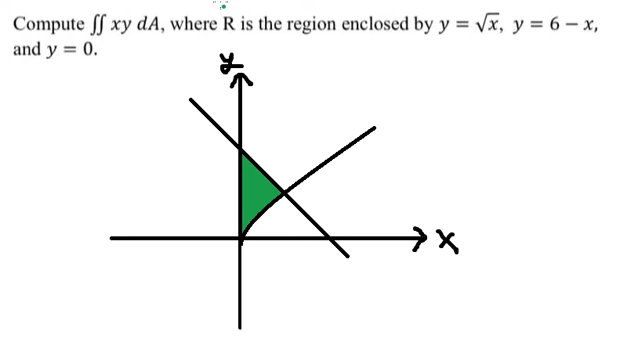 Compute ∬ xy dA, where R is the region enclosed by y = √x, y = 6 − x,
and y = 0.
y
x